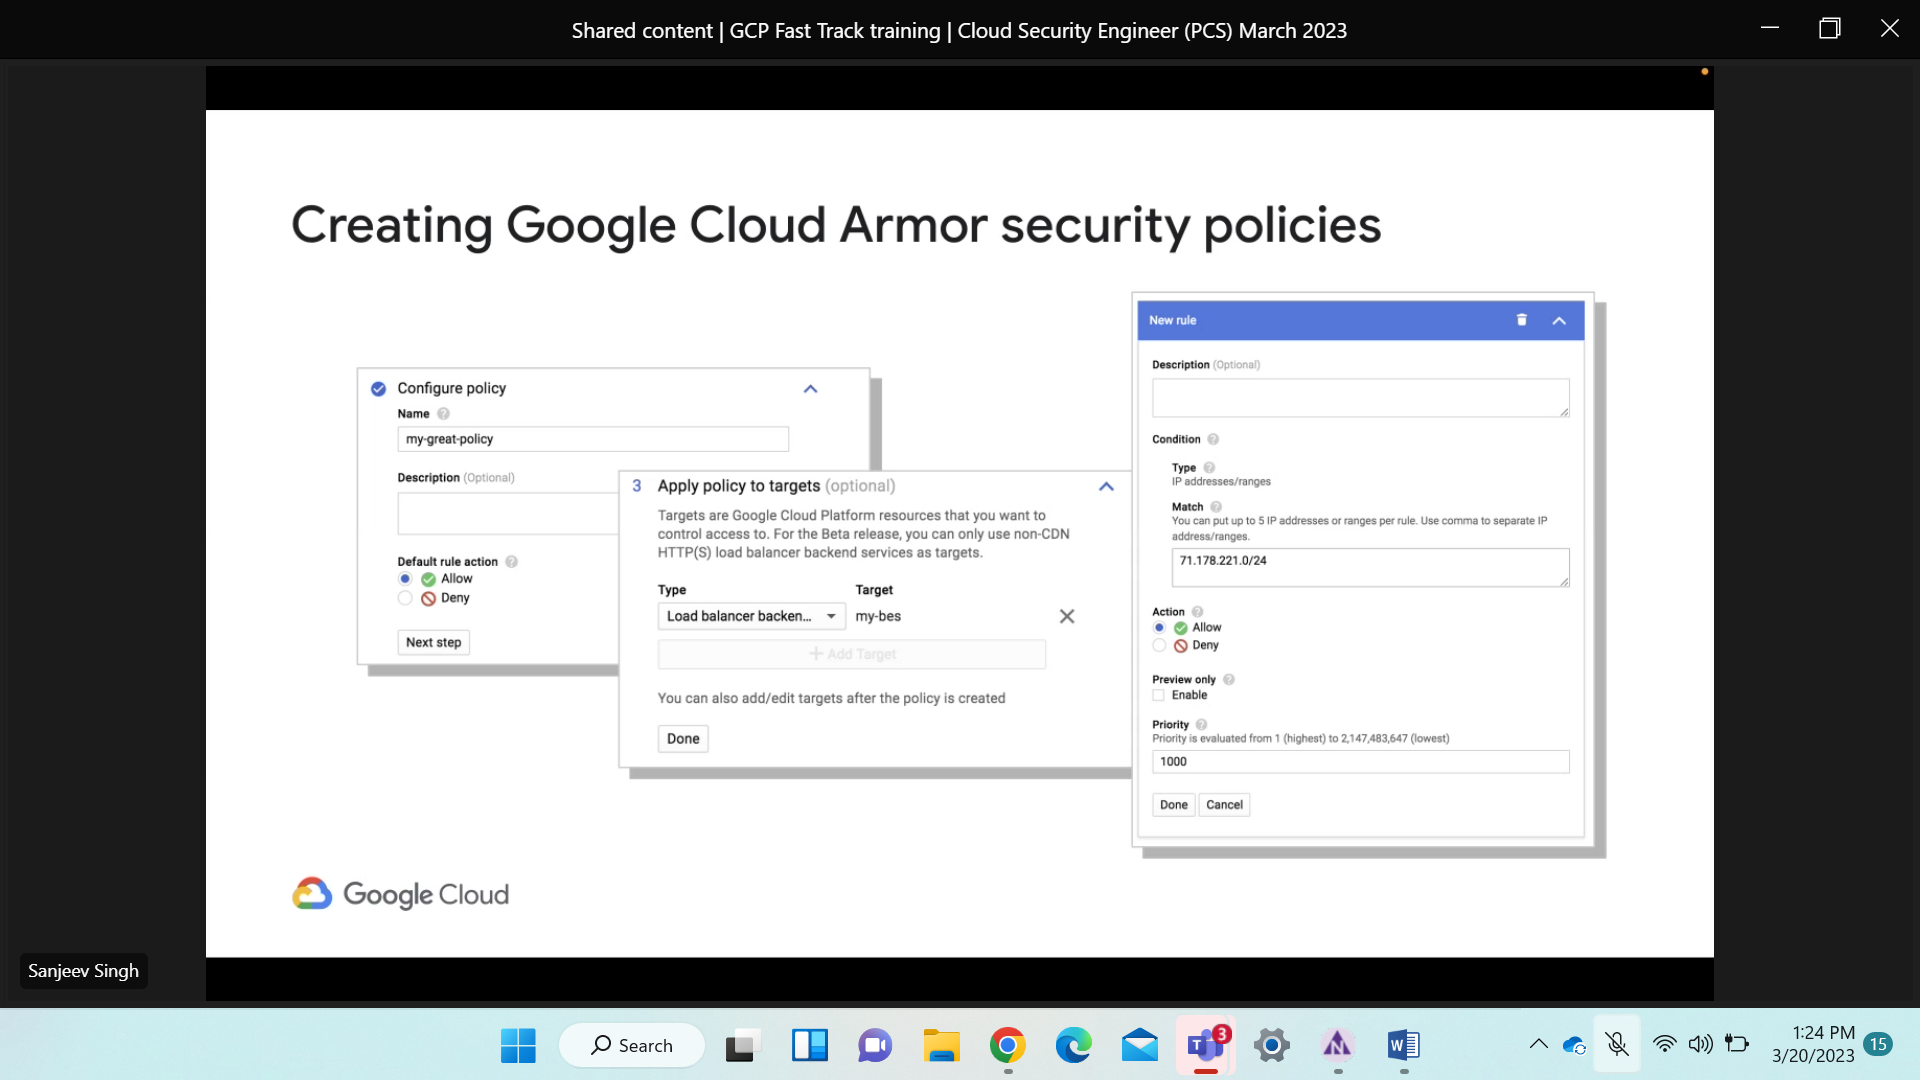 Shared content | GCP Fast Track training | Cloud Security Engineer (PCS) March 2023
Creating Google Cloud Armor security policies
Configure policy
Name
my-great-policy
Description (Optional)
Default rule action
Allow
Deny
Next step
3 Apply policy to targets (optional)
Targets are Google Cloud Platform resources that you want to
control access to. For the Beta release, you can only use non-CDN
HTTP(S) load balancer backend services as targets.
Type Target
Load balancer backen... my-bes
+ Add Target
You can also add/edit targets after the policy is created
Done
New rule
Description (Optional)
Condition
Type
IP addresses/ranges
Match
You can put up to 5 IP addresses or ranges per rule. Use comma to separate IP
address/ranges.
71.178.221.0/24
Action
Allow
Deny
Preview only
Enable
Priority
Priority is evaluated from 1 (highest) to 2,147,483,647 (lowest)
1000
Done Cancel
Google Cloud
Sanjeev Singh
Search
T
3
N
W
1:24 PM
3/20/2023
15